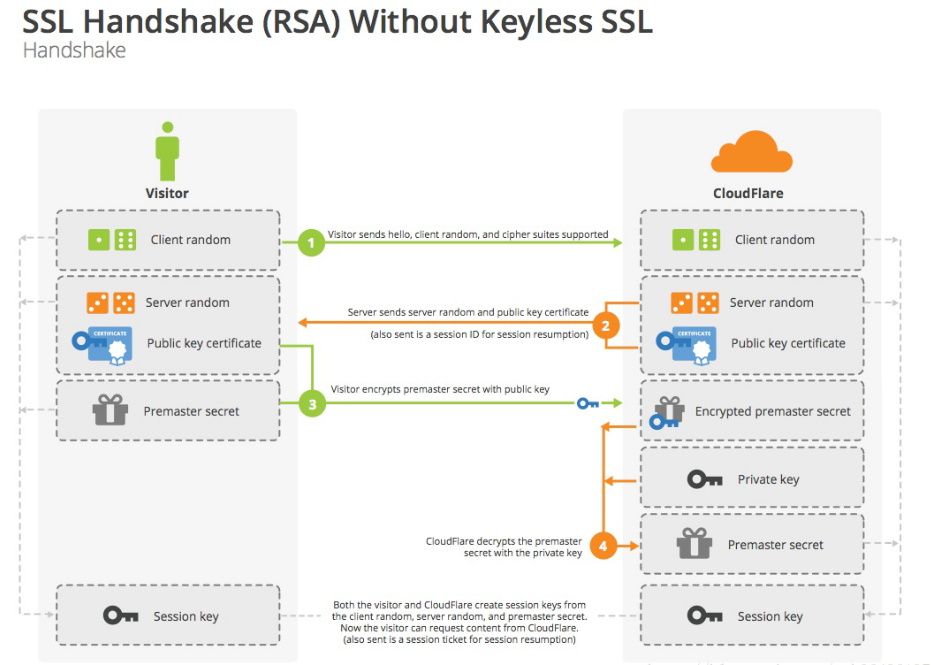 SSL Handshake (RSA) Without Keyless SSL
Handshake
Visitor
CloudFlare
Client random
1
Visitor sends hello, client random, and cipher suites supported
Client random
Server random
Server sends server random and public key certificate
2
Server random
(also sent is a session ID for session resumption)
CERTIFICATE
Public key certificate
CERTIFICATE
Public key certificate
Visitor encrypts premaster secret with public key
3
Premaster secret
Encrypted premaster secret
Private key
CloudFlare decrypts the premaster
secret with the private key
4
Premaster secret
Session key
Both the visitor and CloudFlare create session keys from
the client random, server random, and premaster secret.
Now the visitor can request content from CloudFlare.
(also sent is a session ticket for session resumption)
Session key